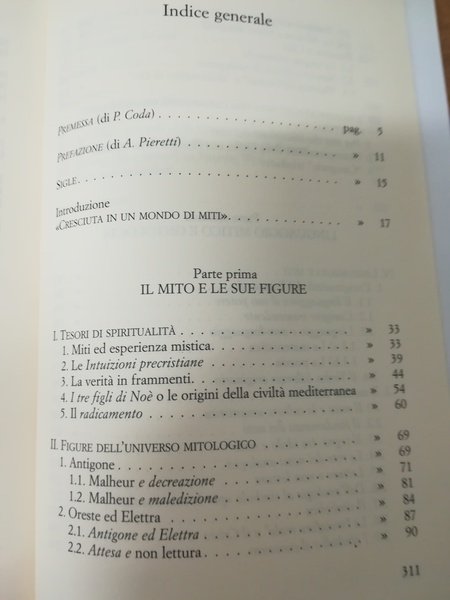 Indice generale
PREMESSA (di P. Coda) pag. 5
PREFAZIONE (di A. Pieretti) » 11
SIGLE » 15
Introduzione
«CRESCIUTA IN UN MONDO DI MITI» » 17
Parte prima
IL MITO E LE SUE FIGURE
I. TESORI DI SPIRITUALITÀ » 33
1. Miti ed esperienza mistica » 33
2. Le Intuizioni precristiane » 39
3. La verità in frammenti » 44
4. I tre figli di Noè o le origini della civiltà mediterranea » 54
5. Il radicamento » 60
II. FIGURE DELL'UNIVERSO MITOLOGICO » 69
1. Antigone » 69
1.1. Malheur e decreazione » 71
1.2. Malheur e maledizione » 81
2. Oreste ed Elettra » 84
2.1. Antigone ed Elettra » 87
2.2. Attesa e non lettura » 90
311